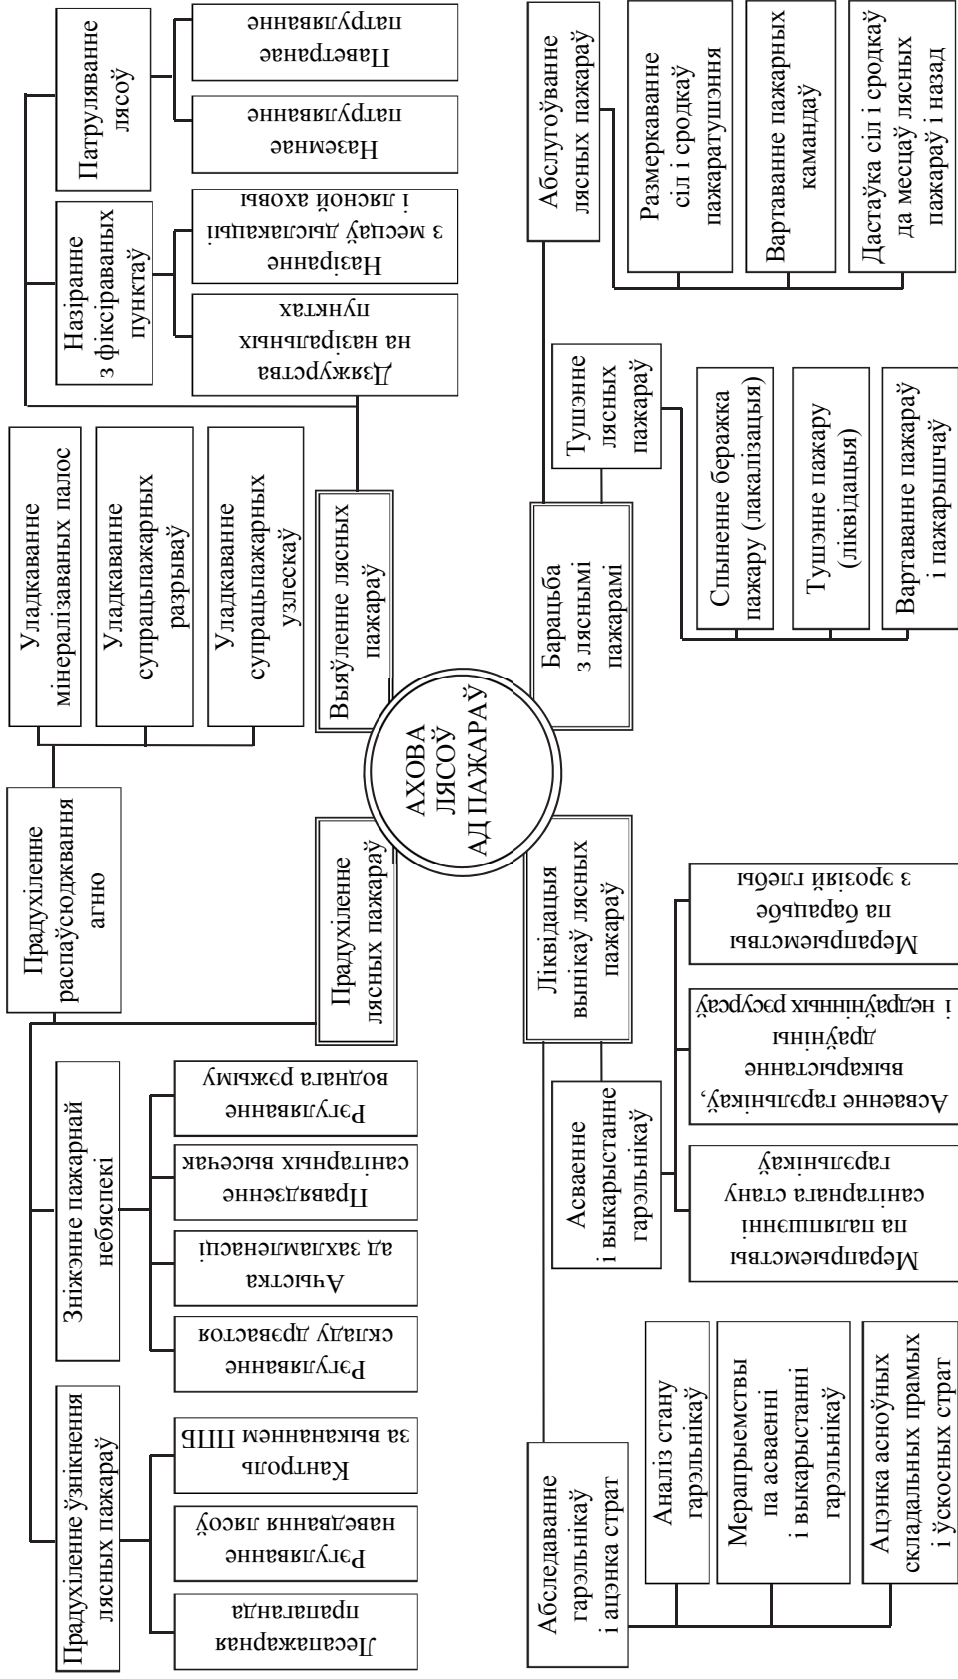 АХОВА
ЛЯСОЎ
АД ПАЖАРАЎ
Прадухіленне
лясных пажараў
Прадухіленне ўзнікнення
лясных пажараў
Лесапажарная
прапаганда
Рэгуляванне
наведвання лясоў
Кантроль
за выкананнем ППБ
Зніжэнне пажарнай
небяспекі
Рэгуляванне
складу дрэвастоя
Ачыстка
ад захламленасці
Правядзенне
санітарных высечак
Рэгуляванне
воднага рэжыму
Прадухіленне
распаўсюджвання
агню
Уладкаванне
мінералізаваных палос
Уладкаванне
супрацьпажарных
разрываў
Уладкаванне
супрацьпажарных
узлескаў
Выяўленне лясных
пажараў
Назіранне
з фіксіраваных
пунктаў
Дзяжурства
на назіральных
пунктах
Назіранне
з месцаў дыслакацыі
і лясной аховы
Патруляванне
лясоў
Наземнае
патруляванне
Паветранае
патруляванне
Ліквідацыя
вынікаў лясных
пажараў
Абследаванне
гарэльнікаў
і ацэнка страт
Аналіз стану
гарэльнікаў
Мерапрыемствы
па асваенні
і выкарыстанні
гарэльнікаў
Ацэнка асноўных
складальных прамых
і ўскосных страт
Асваенне
і выкарыстанне
гарэльнікаў
Мерапрыемствы
па паляпшэнні
санітарнага стану
гарэльнікаў
Асваенне гарэльнікаў,
выкарыстанне
драўніны
і недраўнінных рэсурсаў
Мерапрыемствы
па барацьбе
з эрозіяй глебы
Барацьба
з ляснымі
пажарамі
Тушэнне
лясных
пажараў
Спыненне беражка
пажару (лакалізацыя)
Тушэнне пажару
(ліквідацыя)
Вартаванне пажараў
і пажарышчаў
Абслугоўванне
лясных пажараў
Размеркаванне
сіл і сродкаў
пажаратушэння
Вартаванне пажарных
камандаў
Дастаўка сіл і сродкаў
да месцаў лясных
пажараў і назад